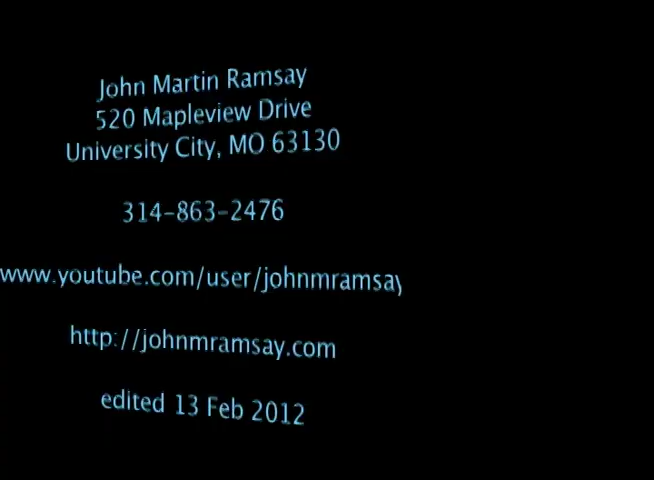 John Martin Ramsay
520 Mapleview Drive
University City, MO 63130
314-863-2476
www.youtube.com/user/johnmramsay
http://johnmramsay.com
edited 13 Feb 2012